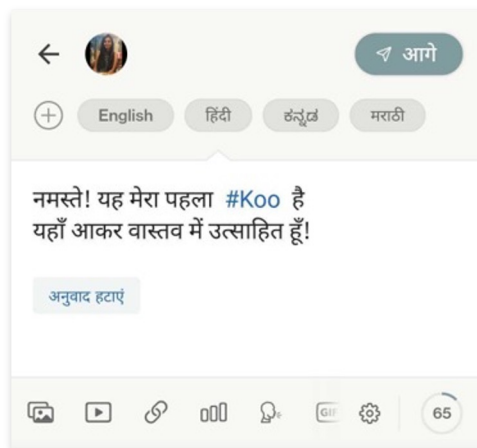 आगे
English हिंदी ಕನ್ನಡ मराठी
नमस्ते! यह मेरा पहला #Koo है
यहाँ आकर वास्तव में उत्साहित हूँ!
अनुवाद हटाएं
GIF 65